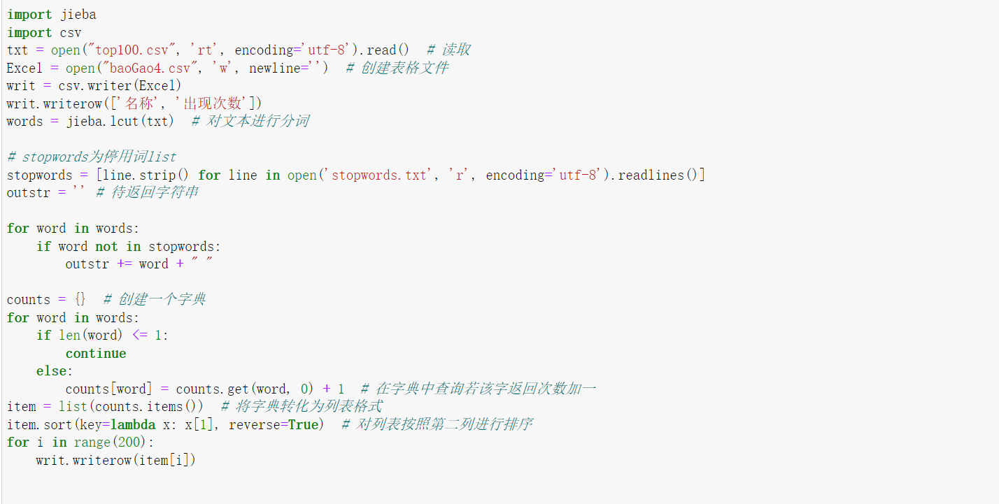 import jieba
import csv
txt = open("top100.csv", 'rt', encoding='utf-8').read()  # 读取
Excel = open("baoGao4.csv", 'w', newline='')  # 创建表格文件
writ = csv.writer(Excel)
writ.writerow(['名称', '出现次数'])
words = jieba.lcut(txt)  # 对文本进行分词

# stopwords为停用词list
stopwords = [line.strip() for line in open('stopwords.txt', 'r', encoding='utf-8').readlines()]
outstr = ''  # 待返回字符串

for word in words:
    if word not in stopwords:
        outstr += word + " "

counts = {}  # 创建一个字典
for word in words:
    if len(word) <= 1:
        continue
    else:
        counts[word] = counts.get(word, 0) + 1  # 在字典中查询若该字返回次数加一
item = list(counts.items())  # 将字典转化为列表格式
item.sort(key=lambda x: x[1], reverse=True)  # 对列表按照第二列进行排序
for i in range(200):
    writ.writerow(item[i])